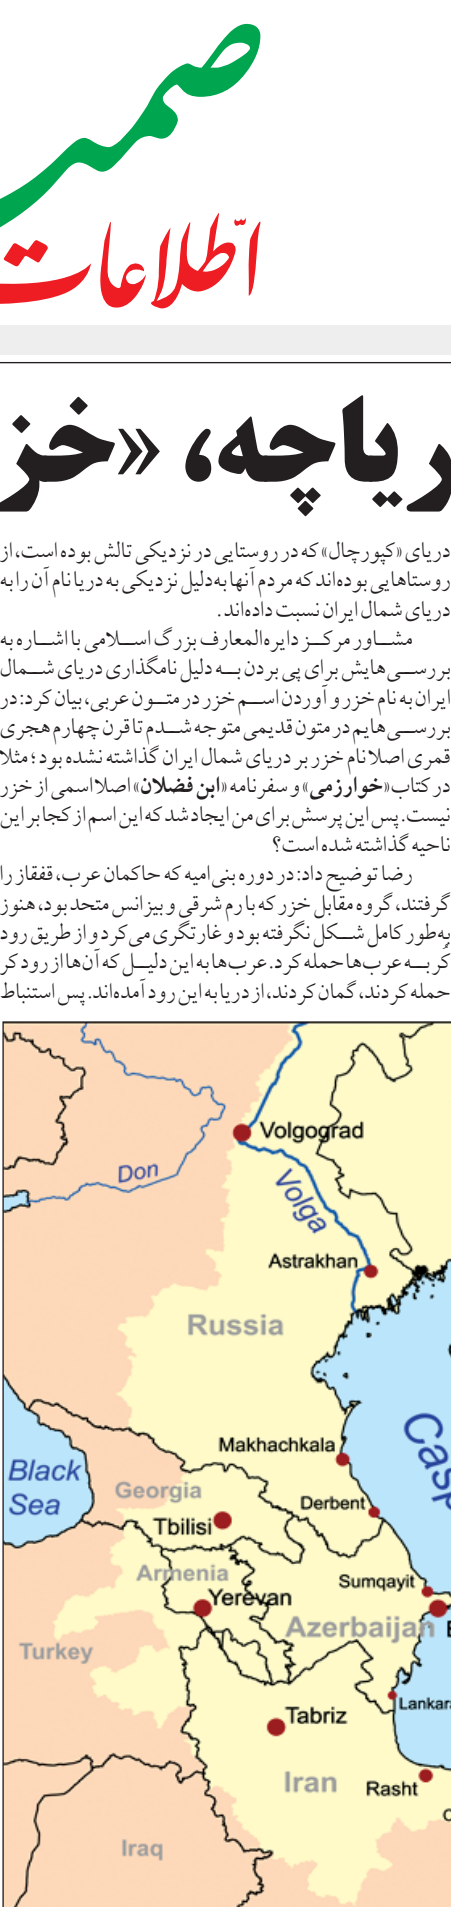 ضمیـ
اطّلاعات
ریاچه، «خز
دریای «کپورچال» که در روستایی در نزدیکی تالش بوده است، از
روستاهایی بوده‌اند که مردم آنها به‌دلیل نزدیکی به دریا نام آن را به
دریای شمال ایران نسبت داده‌اند.
مشاور مرکز دایره‌المعارف بزرگ اسلامی با اشاره به
بررسی‌هایش برای پی بردن به دلیل نامگذاری دریای شمال
ایران به نام خزر و آوردن اسم خزر در متون عربی، بیان کرد: در
بررسی‌هایم در متون قدیمی متوجه شدم تا قرن چهارم هجری
قمری اصلا نام خزر بر دریای شمال ایران گذاشته نشده بود؛ مثلا
در کتاب «خوارزمی» و سفرنامه «ابن فضلان» اصلا اسمی از خزر
نیست. پس این پرسش برای من ایجاد شد که این اسم از کجا بر این
ناحیه گذاشته شده است؟
رضا توضیح داد: در دوره بنی‌امیه که حاکمان عرب، قفقاز را
گرفتند، گروه مقابل خزر که با رم شرقی و بیزانس متحد بود، هنوز
به‌طور کامل شکل نگرفته بود و غارتگری می‌کرد و از طریق رود
کُر به عرب‌ها حمله کرد. عرب‌ها به این دلیل که آن‌ها از رود کر
حمله کردند، گمان کردند، از دریا به این رود آمده‌اند. پس استنباط
Volgograd
Don
Volga
Astrakhan
Russia
Makhachkala
Casp
Black
Sea
Georgia
Derbent
Tbilisi
Armenia
Sumqayit
Yerevan
Azerbaijan
Turkey
Lankara
Tabriz
Iran
Rasht
Iraq